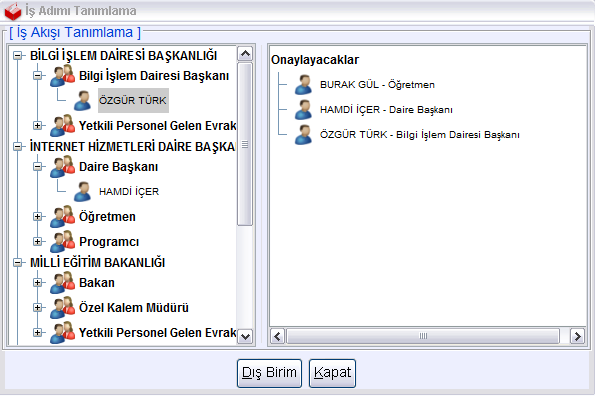 İş Adımı Tanımlama
[ İş Akışı Tanımlama ]
BİLGİ İŞLEM DAİRESİ BAŞKANLIĞI
Bilgi İşlem Dairesi Başkanı
ÖZGÜR TÜRK
Yetkili Personel Gelen Evrak
İNTERNET HİZMETLERİ DAİRE BAŞKA
Daire Başkanı
HAMDİ İÇER
Öğretmen
Programcı
MİLLİ EĞİTİM BAKANLIĞI
Bakan
Özel Kalem Müdürü
Yetkili Personel Gelen Evrak
Onaylayacaklar
BURAK GÜL - Öğretmen
HAMDİ İÇER - Daire Başkanı
ÖZGÜR TÜRK - Bilgi İşlem Dairesi Başkanı
Dış Birim
Kapat